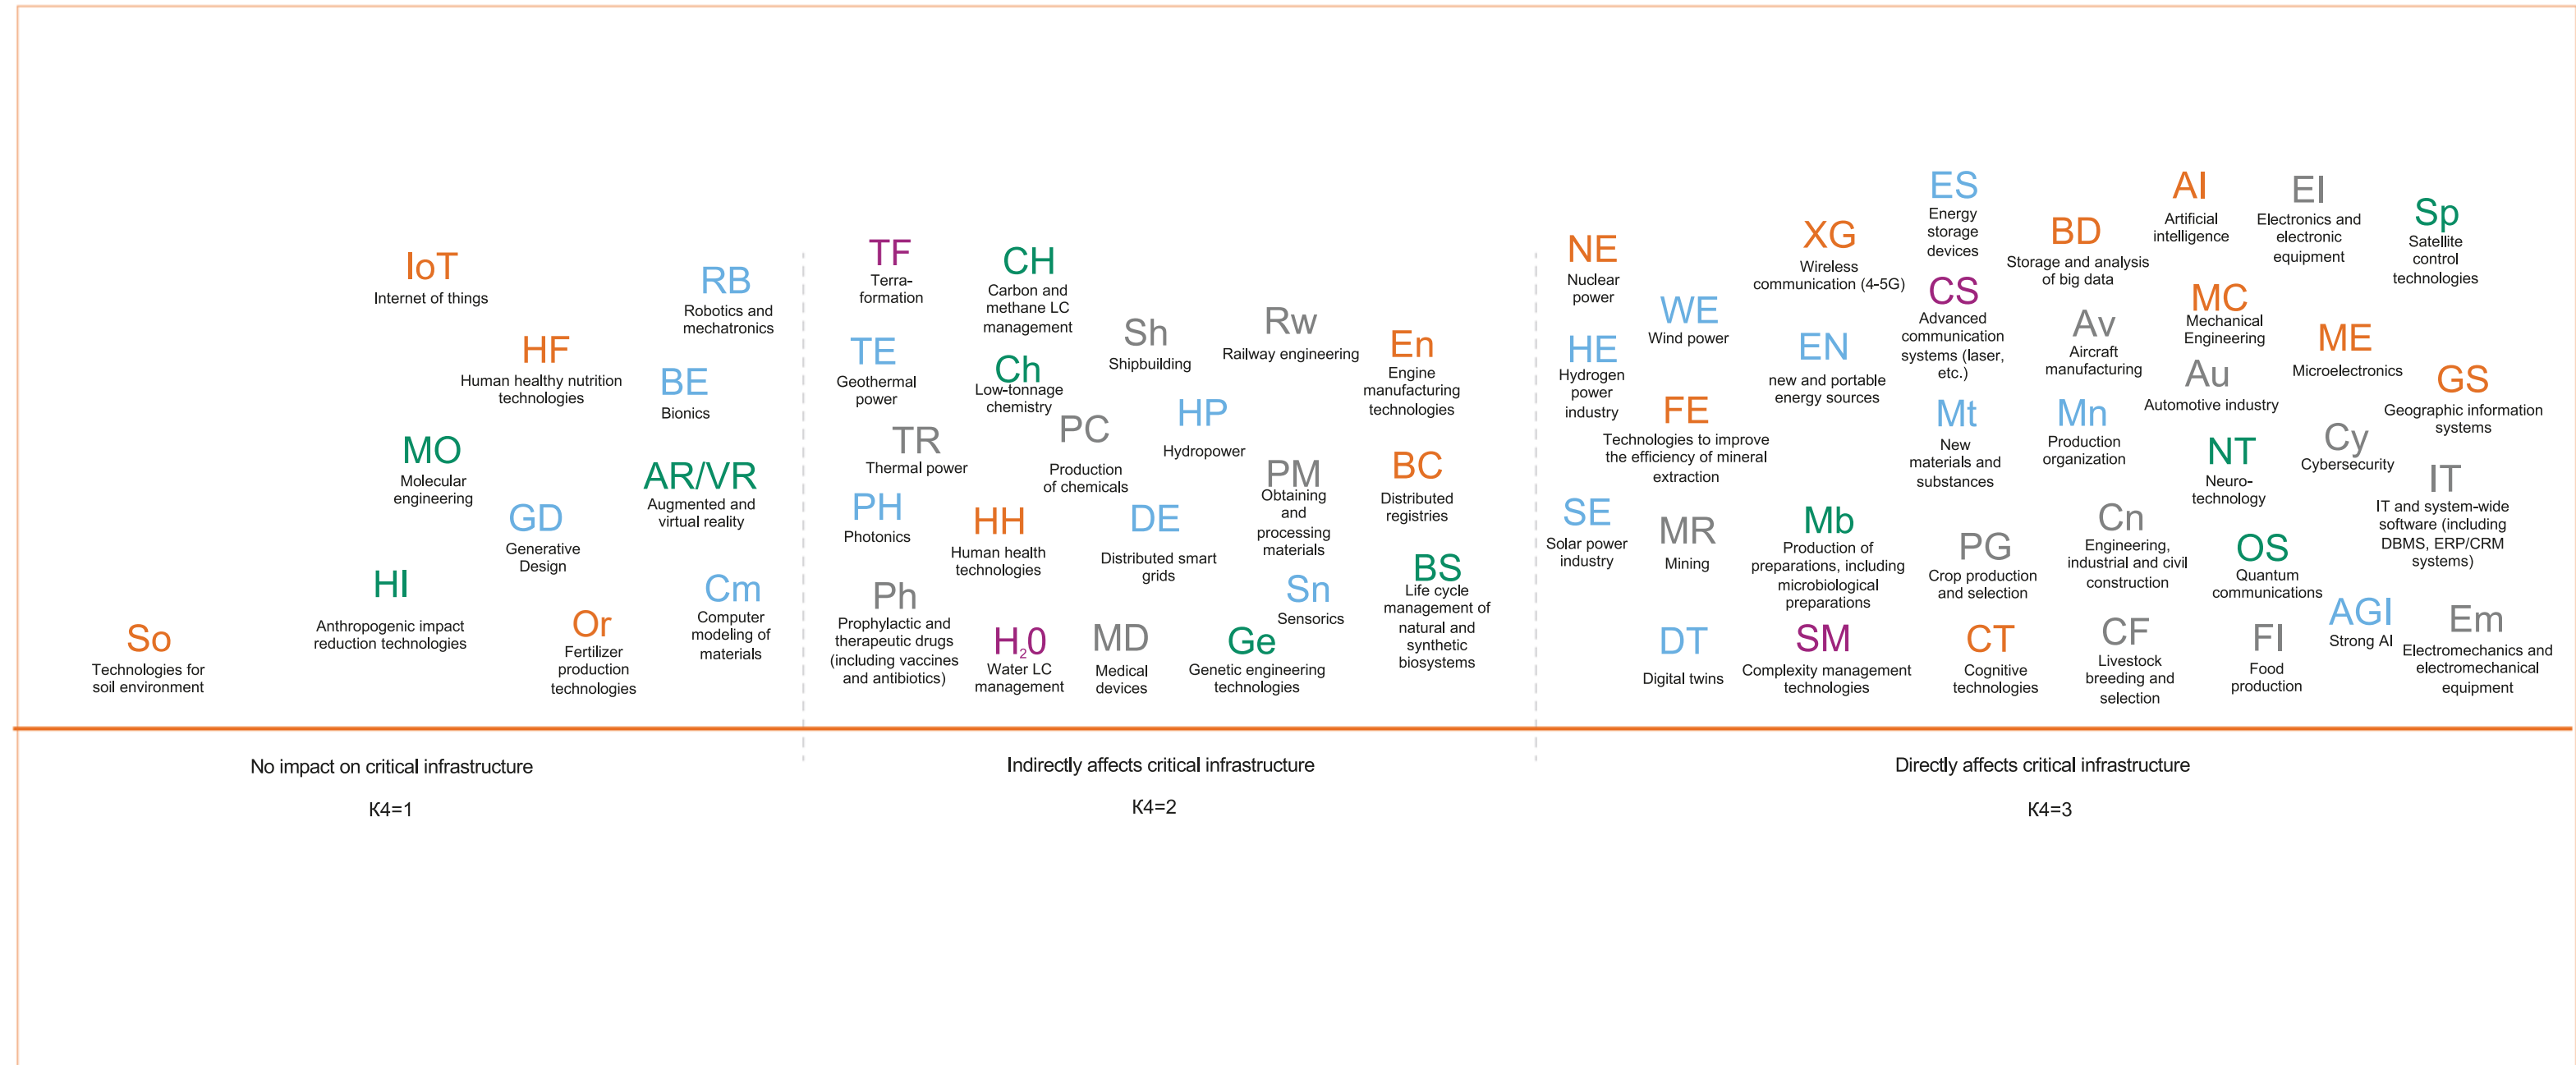 IoT
Internet of things
RB
Robotics and
mechatronics
HF
Human healthy nutrition
technologies
BE
Bionics
MO
Molecular
engineering
AR/VR
Augmented and
virtual reality
GD
Generative
Design
HI
Anthropogenic impact
reduction technologies
Cm
Computer
modeling of
materials
So
Technologies for
soil environment
Or
Fertilizer
production
technologies
TF
Terra-
formation
CH
Carbon and
methane LC
management
Sh
Shipbuilding
Rw
Railway engineering
En
Engine
manufacturing
technologies
TE
Geothermal
power
Ch
Low-tonnage
chemistry
HP
Hydropower
TR
Thermal power
PC
Production
of chemicals
PM
Obtaining
and
processing
materials
BC
Distributed
registries
PH
Photonics
HH
Human health
technologies
DE
Distributed smart
grids
BS
Life cycle
management of
natural and
synthetic
biosystems
Ph
Prophylactic and
therapeutic drugs
(including vaccines
and antibiotics)
Sn
Sensorics
H₂0
Water LC
management
MD
Medical
devices
Ge
Genetic engineering
technologies
NE
Nuclear
power
XG
Wireless
communication (4-5G)
ES
Energy
storage
devices
BD
Storage and analysis
of big data
AI
Artificial
intelligence
EI
Electronics and
electronic
equipment
Sp
Satellite
control
technologies
WE
Wind power
CS
Advanced
communication
systems (laser,
etc.)
MC
Mechanical
Engineering
HE
Hydrogen
power
industry
EN
new and portable
energy sources
Av
Aircraft
manufacturing
ME
Microelectronics
Au
Automotive industry
GS
Geographic information
systems
FE
Technologies to improve
the efficiency of mineral
extraction
Mt
New
materials and
substances
Mn
Production
organization
NT
Neuro-
technology
Cy
Cybersecurity
IT
IT and system-wide
software (including
DBMS, ERP/CRM
systems)
SE
Solar power
industry
MR
Mining
Mb
Production of
preparations, including
microbiological
preparations
PG
Crop production
and selection
Cn
Engineering,
industrial and civil
construction
OS
Quantum
communications
AGI
Strong AI
Em
Electromechanics and
electromechanical
equipment
DT
Digital twins
SM
Complexity management
technologies
CT
Cognitive
technologies
CF
Livestock
breeding and
selection
FI
Food
production
No impact on critical infrastructure
K4=1
Indirectly affects critical infrastructure
K4=2
Directly affects critical infrastructure
K4=3